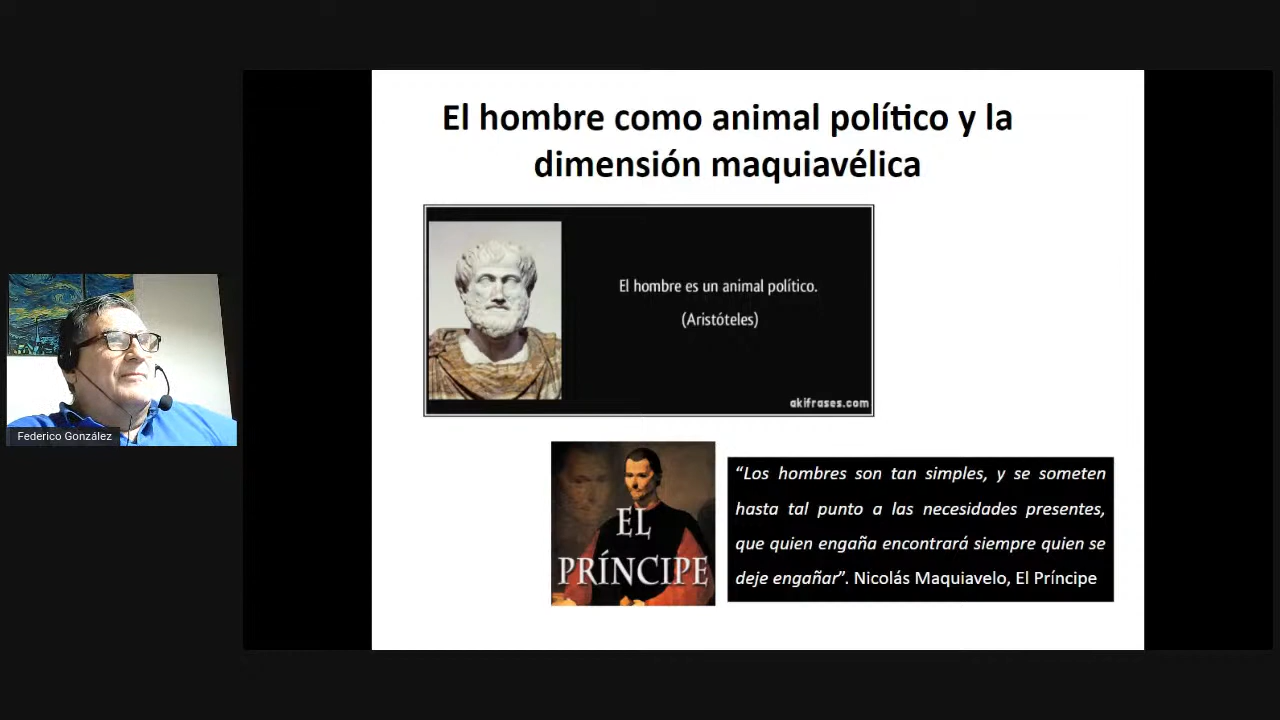 El hombre como animal político y la
dimensión maquiavélica
El hombre es un animal político.
(Aristóteles)
akifrases.com
Federico González
EL
PRÍNCIPE
“Los hombres son tan simples, y se someten
hasta tal punto a las necesidades presentes,
que quien engaña encontrará siempre quien se
deje engañar”. Nicolás Maquiavelo, El Príncipe